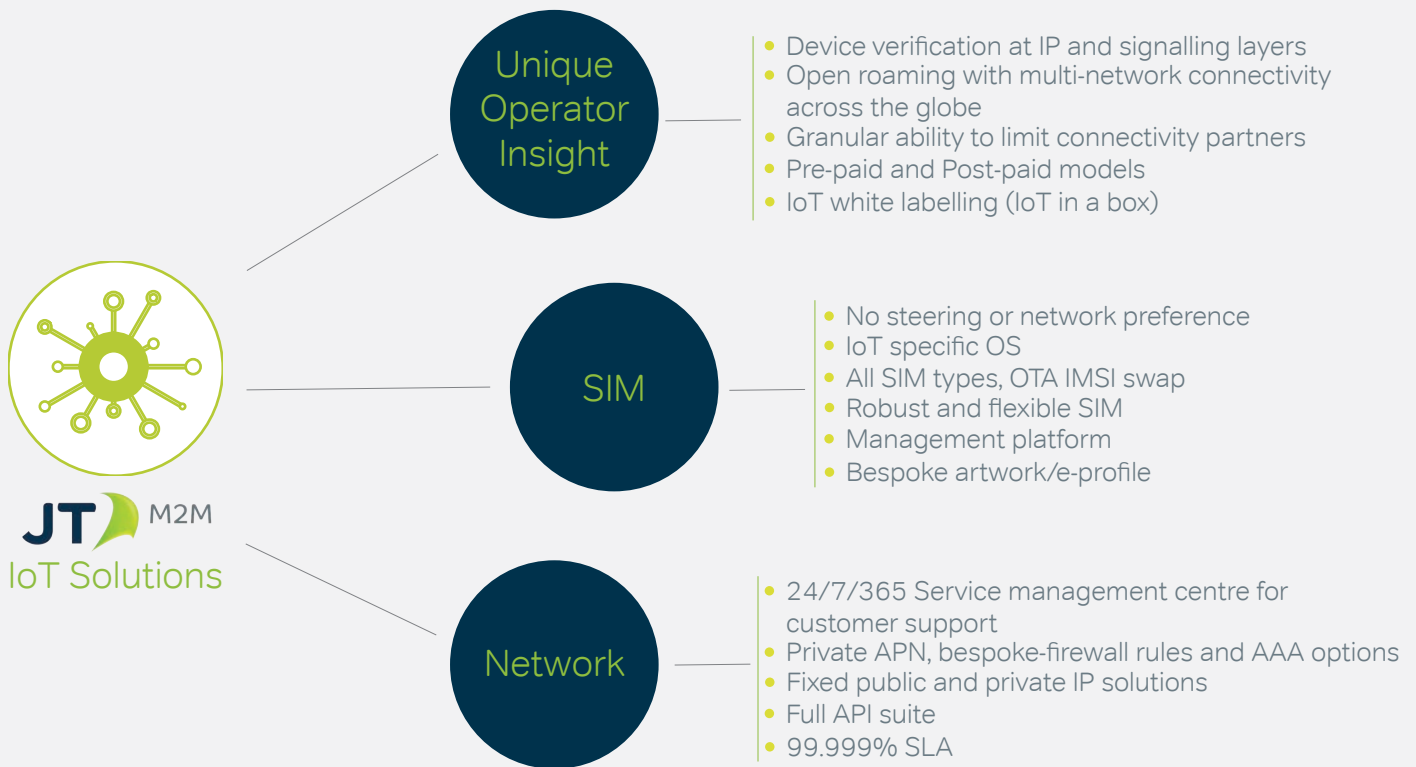 Unique
Operator
Insight
Device verification at IP and signalling layers
Open roaming with multi-network connectivity
across the globe
Granular ability to limit connectivity partners
Pre-paid and Post-paid models
IoT white labelling (IoT in a box)
JT M2M
IoT Solutions
SIM
No steering or network preference
IoT specific OS
All SIM types, OTA IMSI swap
Robust and flexible SIM
Management platform
Bespoke artwork/e-profile
Network
24/7/365 Service management centre for
customer support
Private APN, bespoke-firewall rules and AAA options
Fixed public and private IP solutions
Full API suite
99.999% SLA